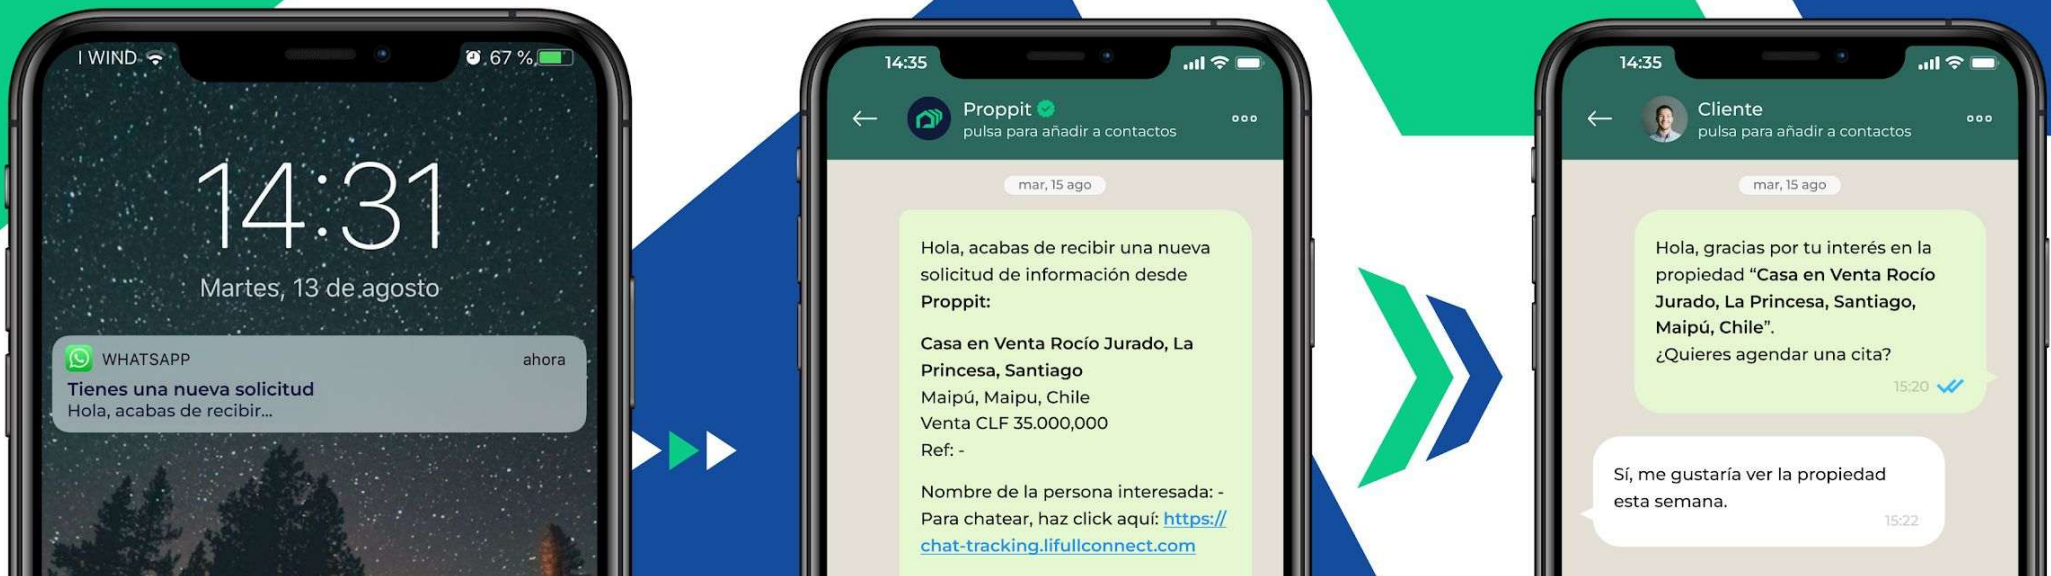 I WIND
67 %
14:31
Martes, 13 de agosto
WHATSAPP
ahora
Tienes una nueva solicitud
Hola, acabas de recibir...
14:35
Proppit
pulsa para añadir a contactos
mar, 15 ago
Hola, acabas de recibir una nueva
solicitud de información desde
Proppit:
Casa en Venta Rocío Jurado, La
Princesa, Santiago
Maipú, Maipu, Chile
Venta CLF 35.000,000
Ref: -
Nombre de la persona interesada: -
Para chatear, haz click aquí: https://
chat-tracking.lifullconnect.com
14:35
Cliente
pulsa para añadir a contactos
mar, 15 ago
Hola, gracias por tu interés en la
propiedad “Casa en Venta Rocío
Jurado, La Princesa, Santiago,
Maipú, Chile”.
¿Quieres agendar una cita?
15:20
Sí, me gustaría ver la propiedad
esta semana.
15:22